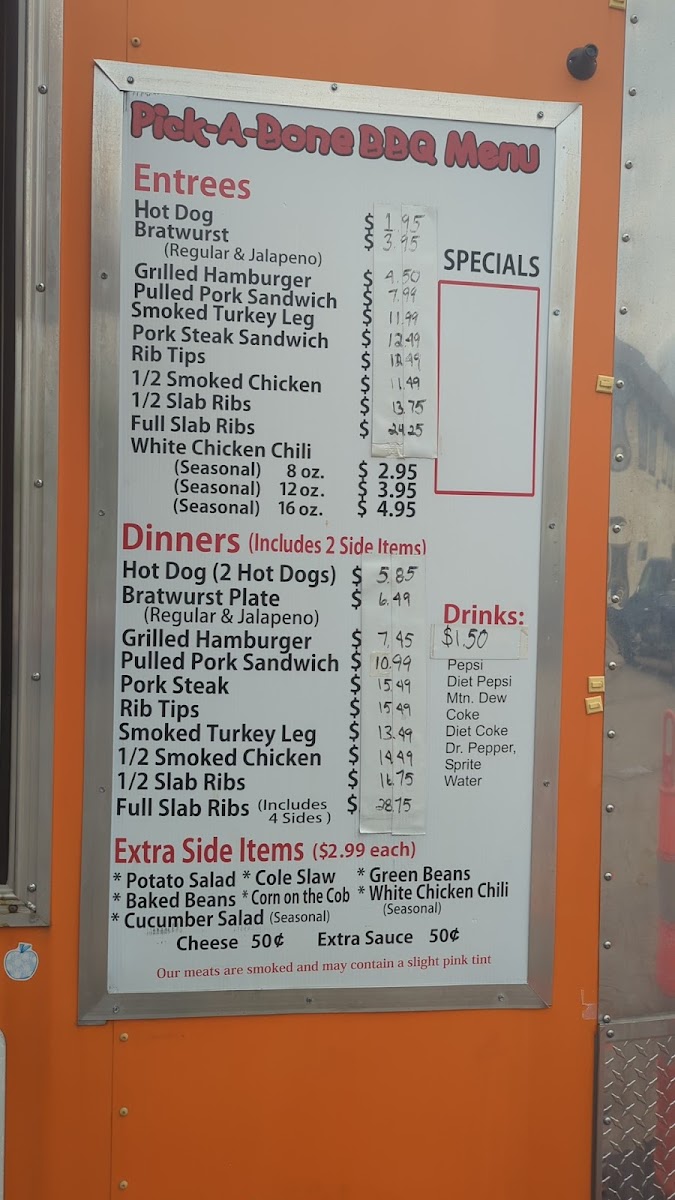 Pick-A-Bone BBQ Menu
Entrees
Hot Dog $ 1.95
Bratwurst $ 3.95
(Regular & Jalapeno)
Grilled Hamburger $ 4.50
Pulled Pork Sandwich $ 7.99
Smoked Turkey Leg $ 11.99
Pork Steak Sandwich $ 12.49
Rib Tips $ 12.49
1/2 Smoked Chicken $ 11.49
1/2 Slab Ribs $ 13.75
Full Slab Ribs $ 24.25
White Chicken Chili
(Seasonal) 8 oz. $ 2.95
(Seasonal) 12 oz. $ 3.95
(Seasonal) 16 oz. $ 4.95
SPECIALS
Dinners (Includes 2 Side Items)
Hot Dog (2 Hot Dogs) $ 5.85
Bratwurst Plate $ 6.49
(Regular & Jalapeno)
Grilled Hamburger $ 7.45
Pulled Pork Sandwich $ 10.99
Pork Steak $ 15.49
Rib Tips $ 15.49
Smoked Turkey Leg $ 13.49
1/2 Smoked Chicken $ 14.49
1/2 Slab Ribs $ 16.75
Full Slab Ribs (Includes $ 28.75
4 Sides)
Drinks:
$1.50
Pepsi
Diet Pepsi
Mtn. Dew
Coke
Diet Coke
Dr. Pepper,
Sprite
Water
Extra Side Items ($2.99 each)
* Potato Salad * Cole Slaw * Green Beans
* Baked Beans * Corn on the Cob * White Chicken Chili
(Seasonal)
* Cucumber Salad (Seasonal)
Cheese 50¢ Extra Sauce 50¢
Our meats are smoked and may contain a slight pink tint